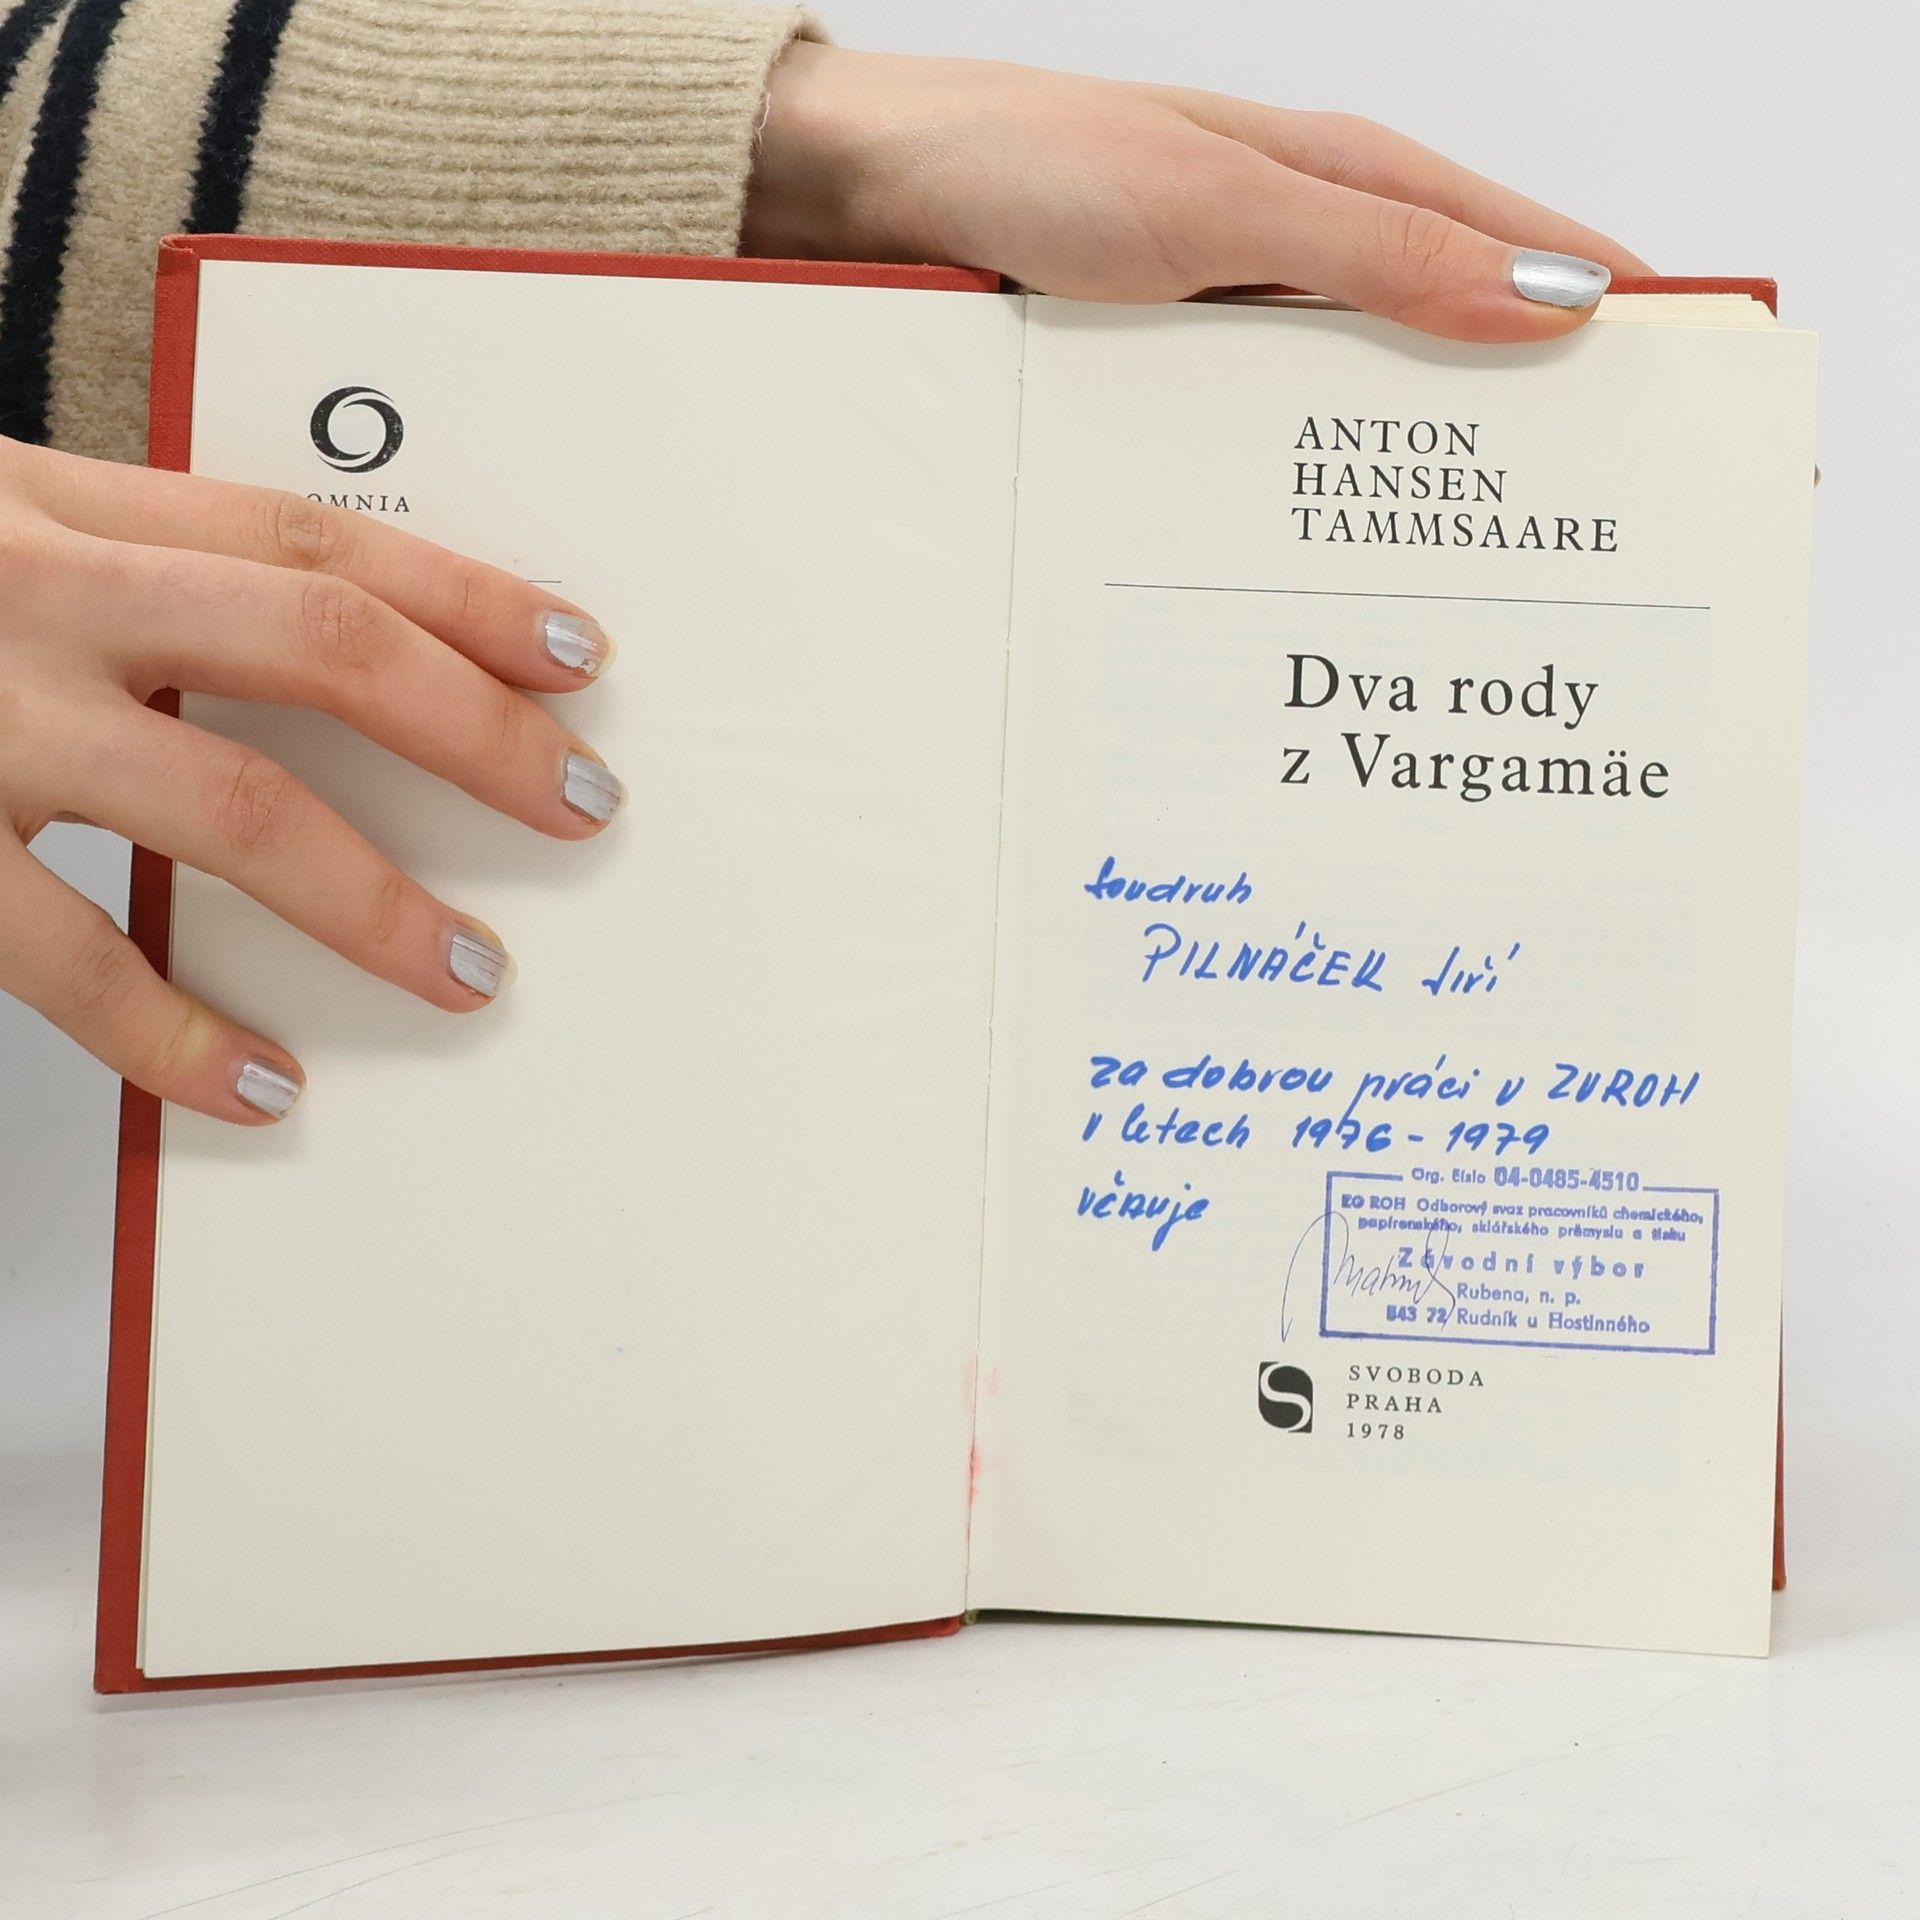 OMNIA
ANTON
HANSEN
TAMMSAARE
Dva rody
z Vargamäe
soudruh
PILNÁČEK Jiří
za dobrou práci v ZVROH
v letech 1976 - 1979
věnuje
Org. číslo 04-0485-4510
ZO ROH Odborový svaz pracovníků chemického,
papírenského, sklářského průmyslu a tisku
Závodní výbor
Rubena, n. p.
543 72 Rudník u Hostinného
SVOBODA
PRAHA
1978